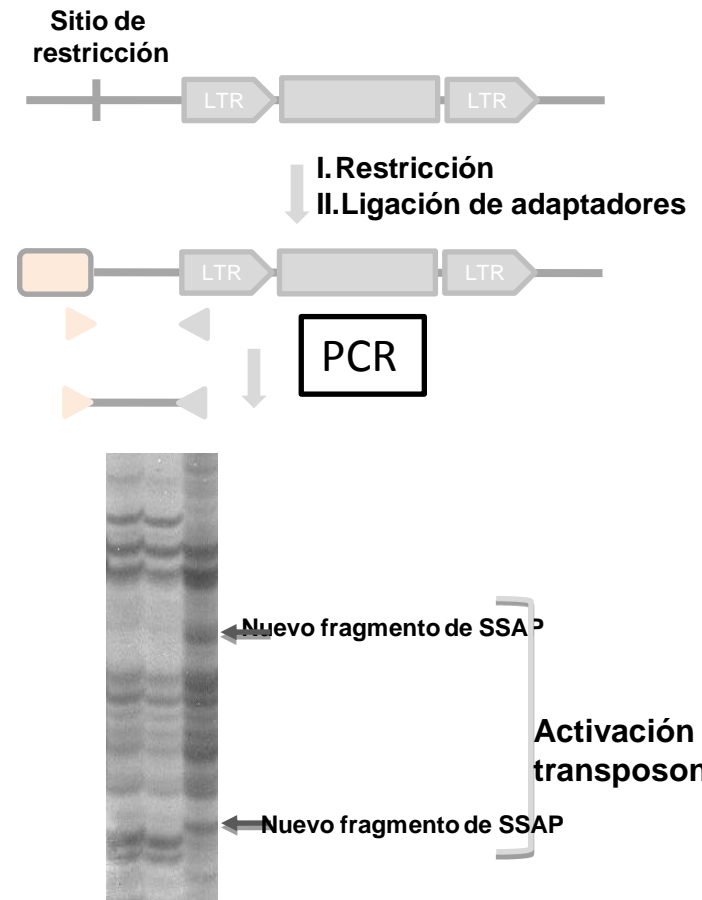 Sitio de
restricción
LTR
LTR
I. Restricción
II.Ligación de adaptadores
LTR
LTR
PCR
Nuevo fragmento de SSAP
Activación
transposon
Nuevo fragmento de SSAP